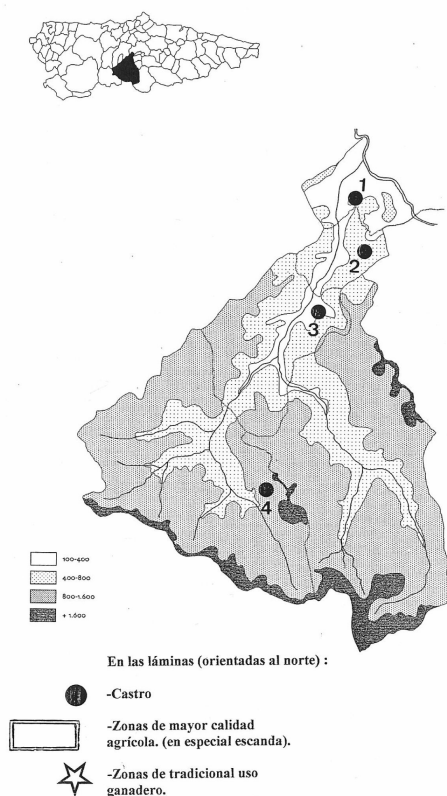 1
2
3
4
100-400
400-800
800-1.600
+ 1.600
En las láminas (orientadas al norte) :
-Castro
-Zonas de mayor calidad
agrícola. (en especial escanda).
-Zonas de tradicional uso
ganadero.